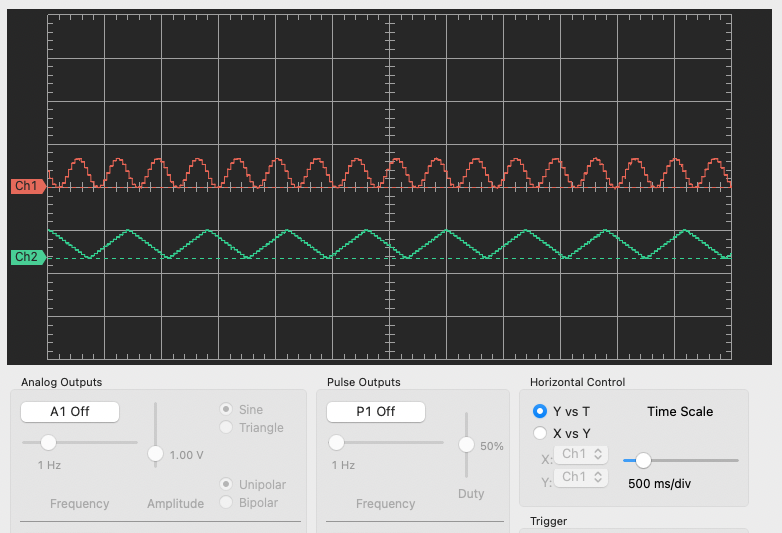 Ch1
Ch2
Analog Outputs
A1 Off
Sine
Triangle
1.00 V
1 Hz
Unipolar
Bipolar
Frequency
Amplitude
Pulse Outputs
P1 Off
50%
1 Hz
Duty
Frequency
Horizontal Control
Y vs T
Time Scale
X vs Y
X: Ch1
Y: Ch1
500 ms/div
Trigger